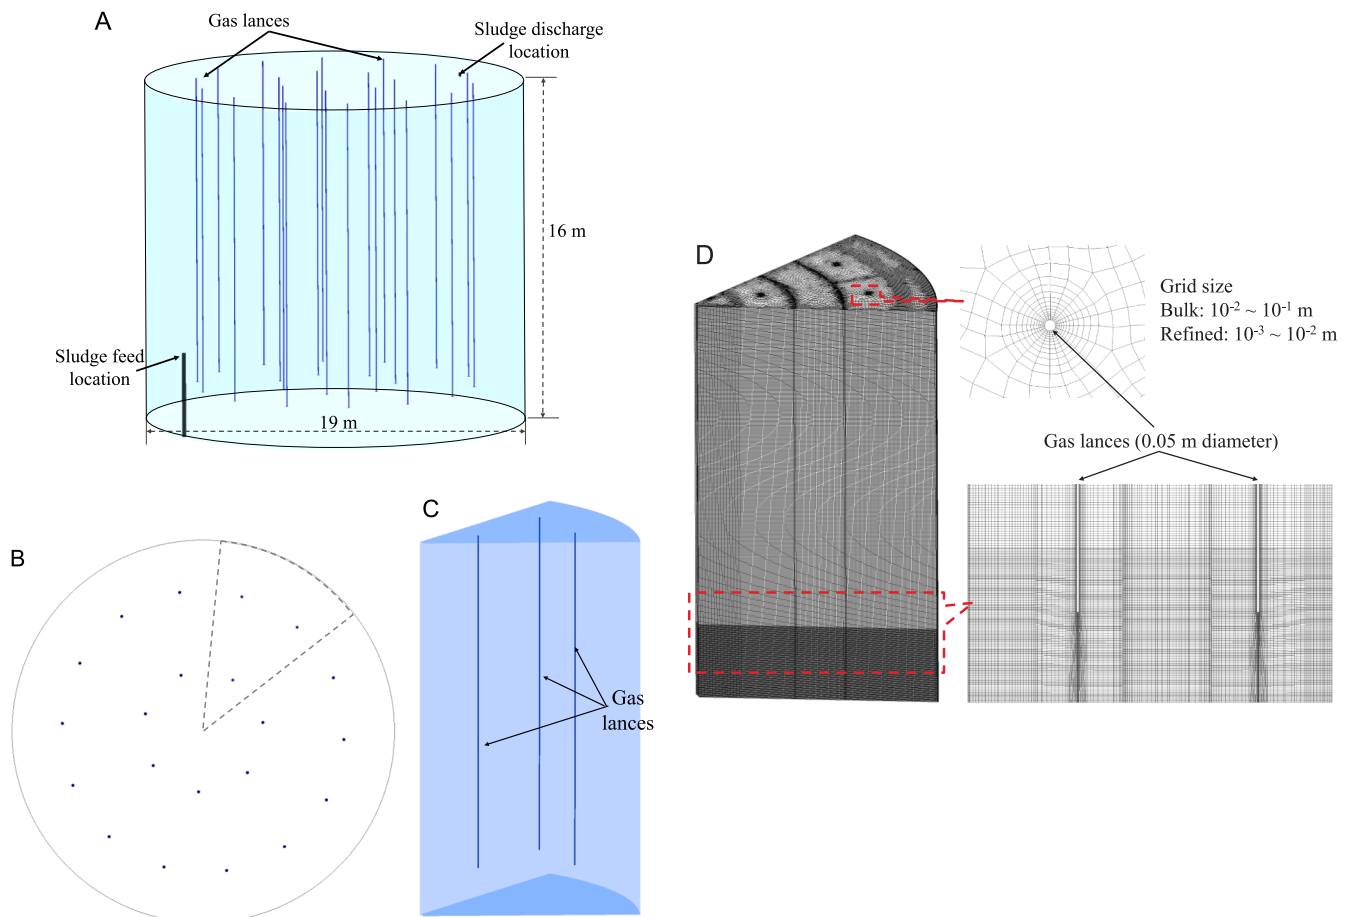 A
Gas lances
Sludge discharge
location
16 m
Sludge feed
location
19 m
B
C
Gas
lances
D
Grid size
Bulk: 10⁻² ~ 10⁻¹ m
Refined: 10⁻³ ~ 10⁻² m
Gas lances (0.05 m diameter)